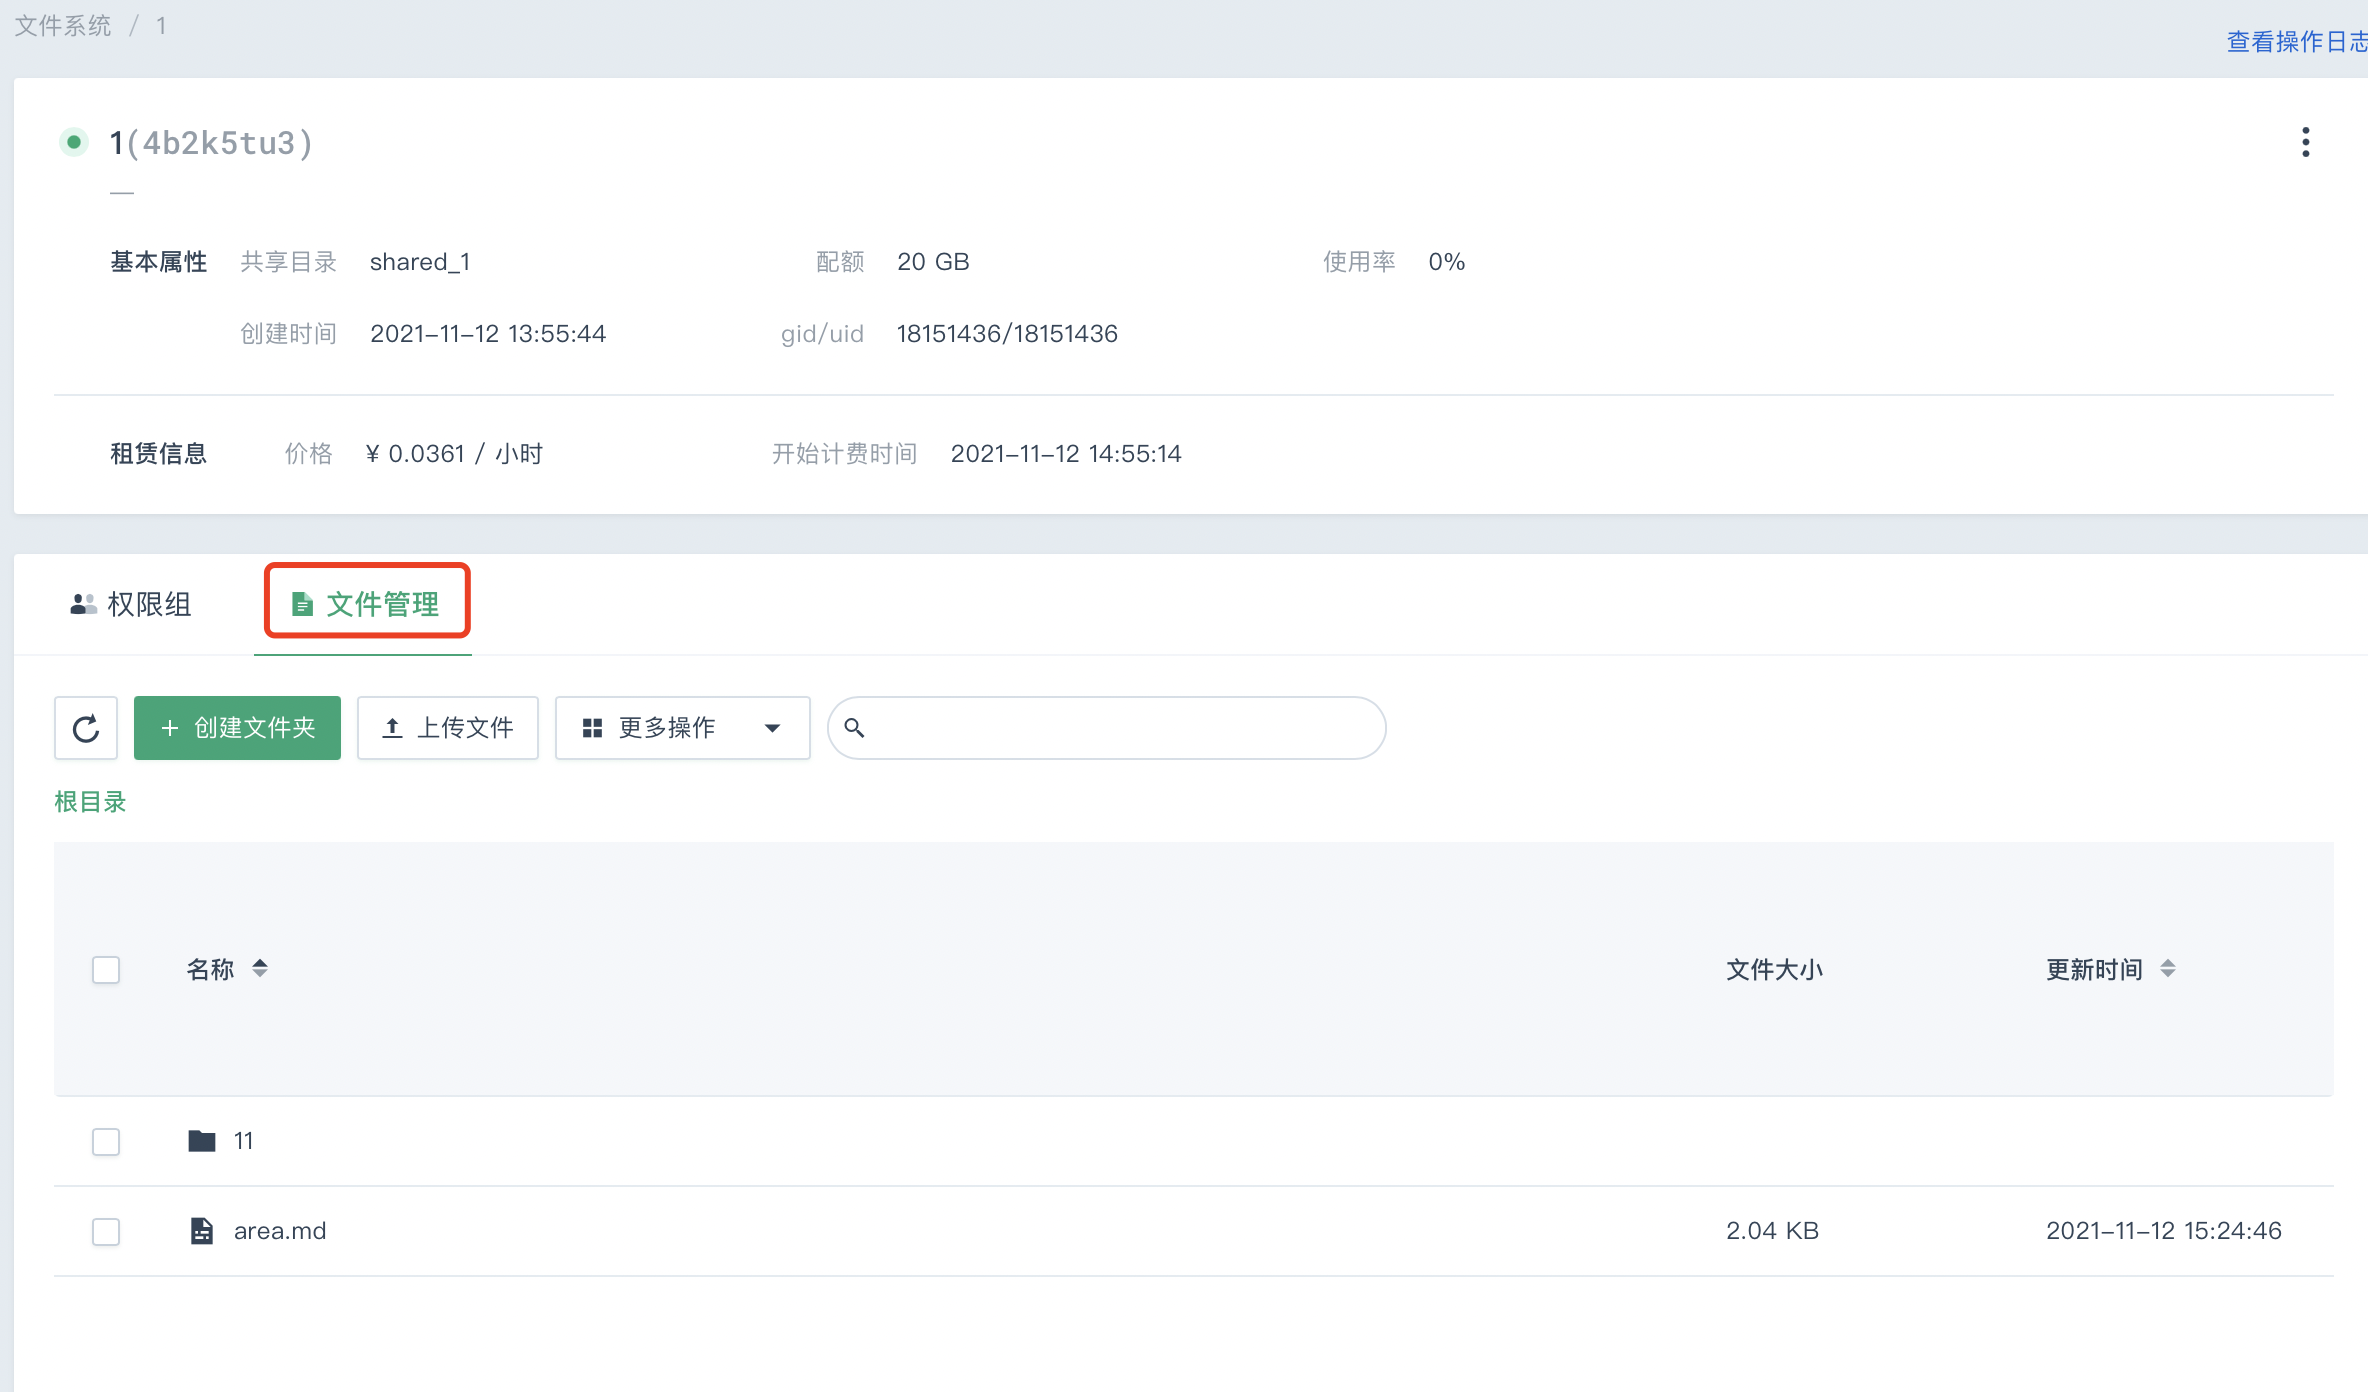 文件系统 / 1
查看操作日志
1(4b2k5tu3)
—
基本属性 共享目录 shared_1 配额 20 GB 使用率 0%
创建时间 2021-11-12 13:55:44 gid/uid 18151436/18151436
租赁信息 价格 ¥ 0.0361 / 小时 开始计费时间 2021-11-12 14:55:14
权限组 文件管理
+ 创建文件夹 上传文件 更多操作
根目录
名称 文件大小 更新时间
11
area.md 2.04 KB 2021-11-12 15:24:46